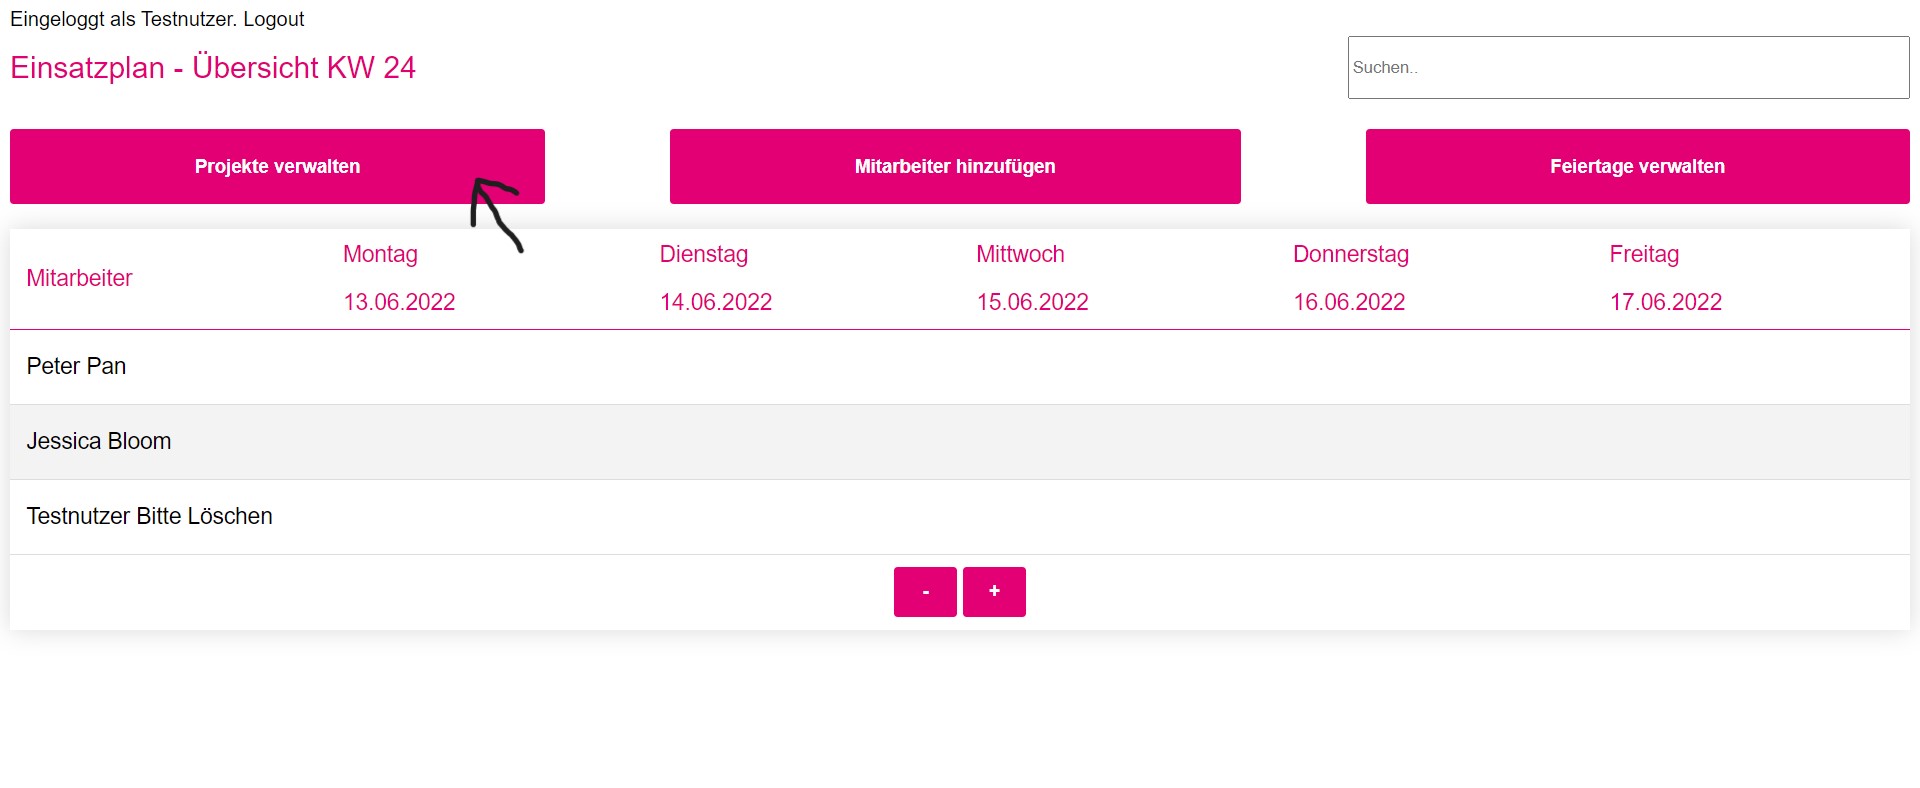 Eingeloggt als Testnutzer. Logout
Einsatzplan - Übersicht KW 24
Suchen..
Projekte verwalten
Mitarbeiter hinzufügen
Feiertage verwalten
Mitarbeiter
Montag
13.06.2022
Dienstag
14.06.2022
Mittwoch
15.06.2022
Donnerstag
16.06.2022
Freitag
17.06.2022
Peter Pan
Jessica Bloom
Testnutzer Bitte Löschen
-
+